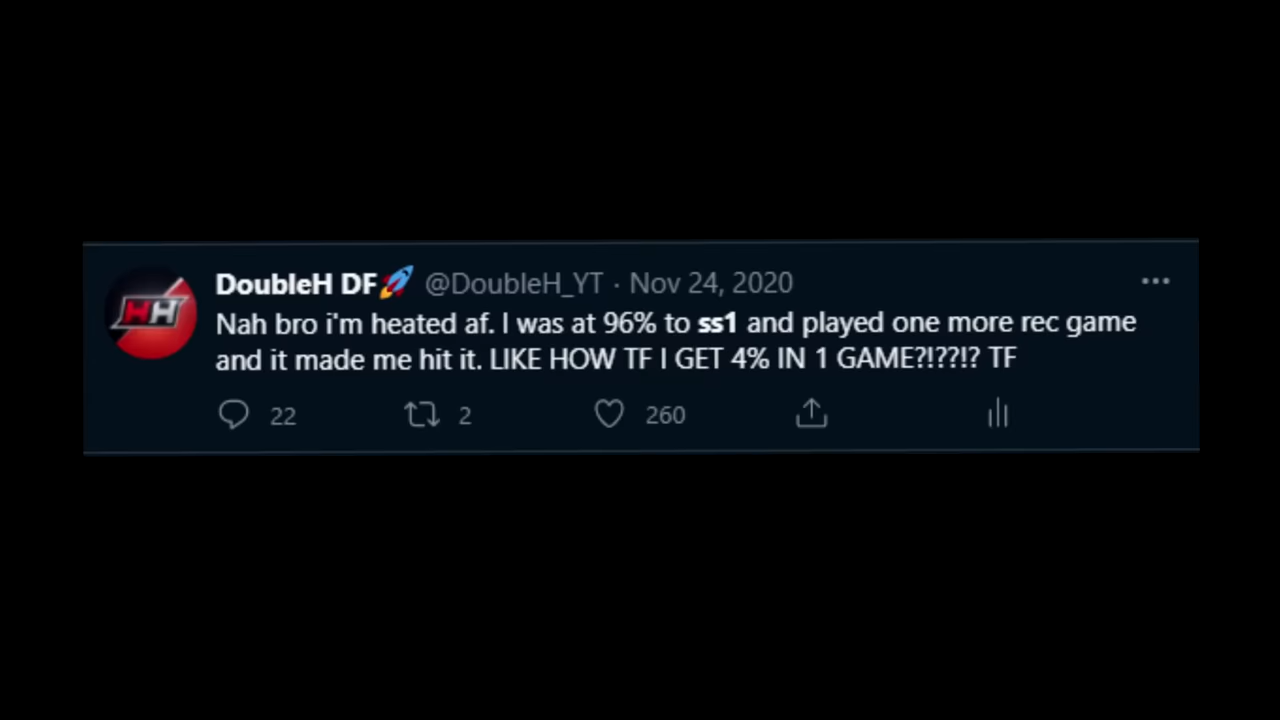 HH
DoubleH DF🚀 @DoubleH_YT · Nov 24, 2020
Nah bro i'm heated af. I was at 96% to ss1 and played one more rec game
and it made me hit it. LIKE HOW TF I GET 4% IN 1 GAME?!??!? TF
22 2 260